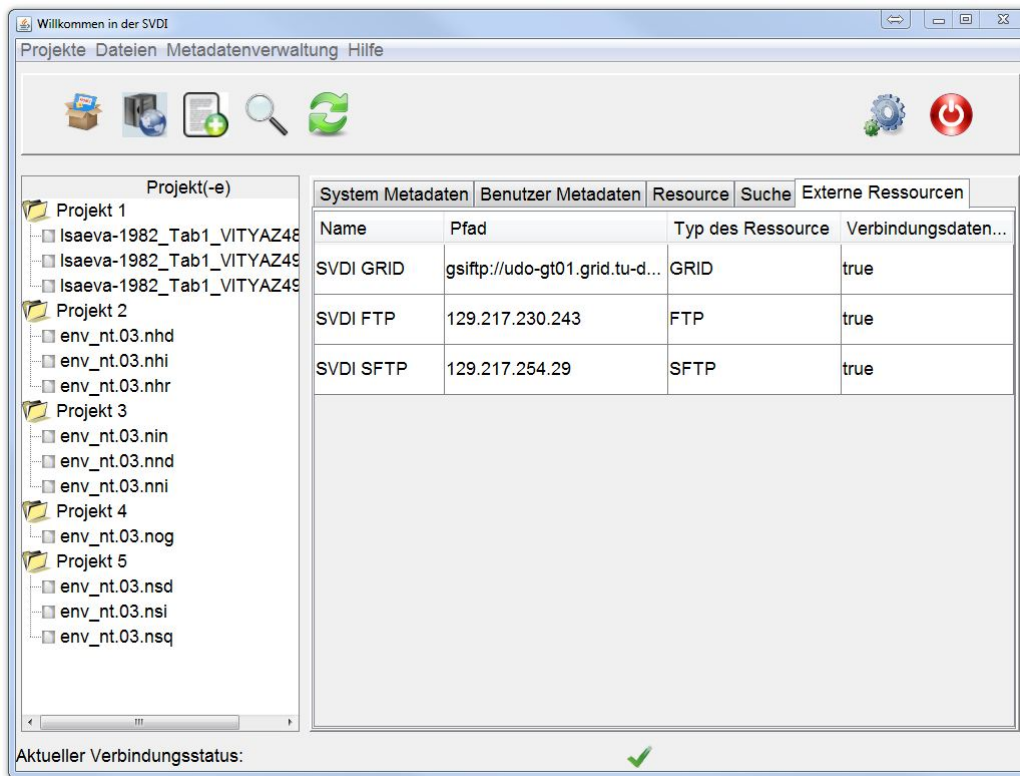 Willkommen in der SVDI
Projekte Dateien Metadatenverwaltung Hilfe
Projekt(-e)
Projekt 1
Isaeva-1982_Tab1_VITYAZ48
Isaeva-1982_Tab1_VITYAZ49
Isaeva-1982_Tab1_VITYAZ49
Projekt 2
env_nt.03.nhd
env_nt.03.nhi
env_nt.03.nhr
Projekt 3
env_nt.03.nin
env_nt.03.nnd
env_nt.03.nni
Projekt 4
env_nt.03.nog
Projekt 5
env_nt.03.nsd
env_nt.03.nsi
env_nt.03.nsq
System Metadaten Benutzer Metadaten Resource Suche Externe Ressourcen
Name Pfad Typ des Ressource Verbindungsdaten...
SVDI GRID gsiftp://udo-gt01.grid.tu-d... GRID true
SVDI FTP 129.217.230.243 FTP true
SVDI SFTP 129.217.254.29 SFTP true
Aktueller Verbindungsstatus: